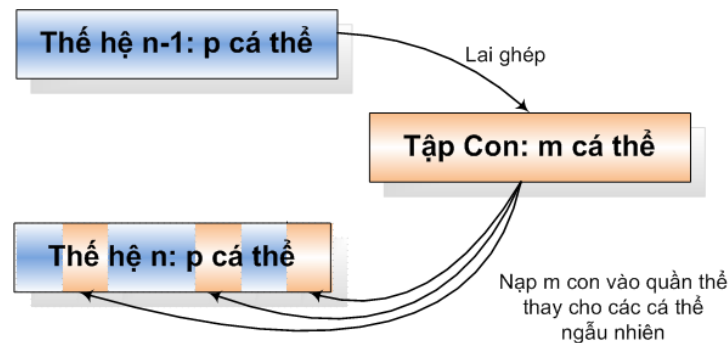 Thế hệ n-1: p cá thể
Lai ghép
Tập Con: m cá thể
Thế hệ n: p cá thể
Nạp m con vào quần thể
thay cho các cá thể
ngẫu nhiên